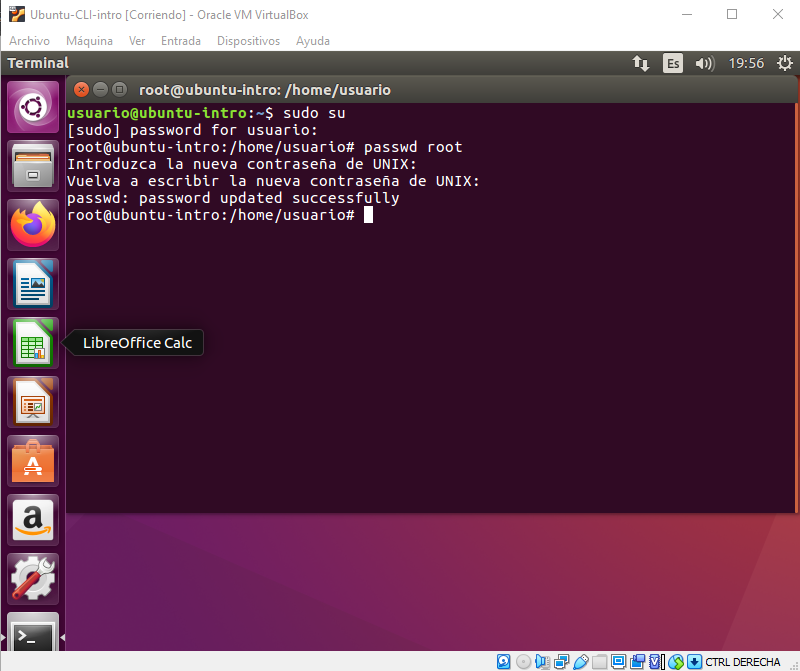 Ubuntu-CLI-intro [Corriendo] - Oracle VM VirtualBox
Archivo Máquina Ver Entrada Dispositivos Ayuda
Terminal Es 19:56
root@ubuntu-intro: /home/usuario
usuario@ubuntu-intro:~$ sudo su
[sudo] password for usuario:
root@ubuntu-intro:/home/usuario# passwd root
Introduzca la nueva contraseña de UNIX:
Vuelva a escribir la nueva contraseña de UNIX:
passwd: password updated successfully
root@ubuntu-intro:/home/usuario#
LibreOffice Calc
A
a
>_
CTRL DERECHA